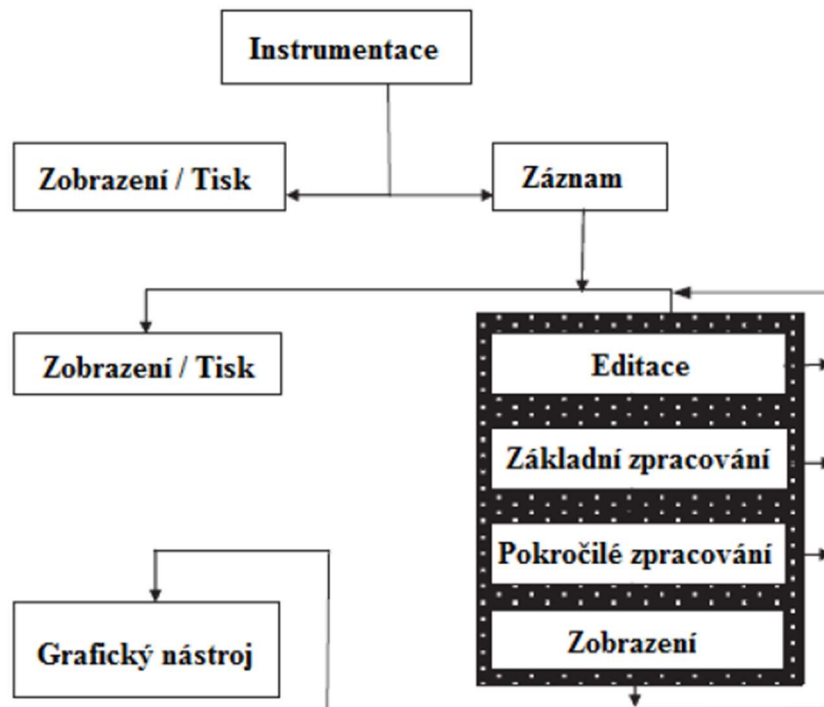 Instrumentace
Zobrazení / Tisk
Záznam
Zobrazení / Tisk
Editace
Základní zpracování
Pokročilé zpracování
Grafický nástroj
Zobrazení